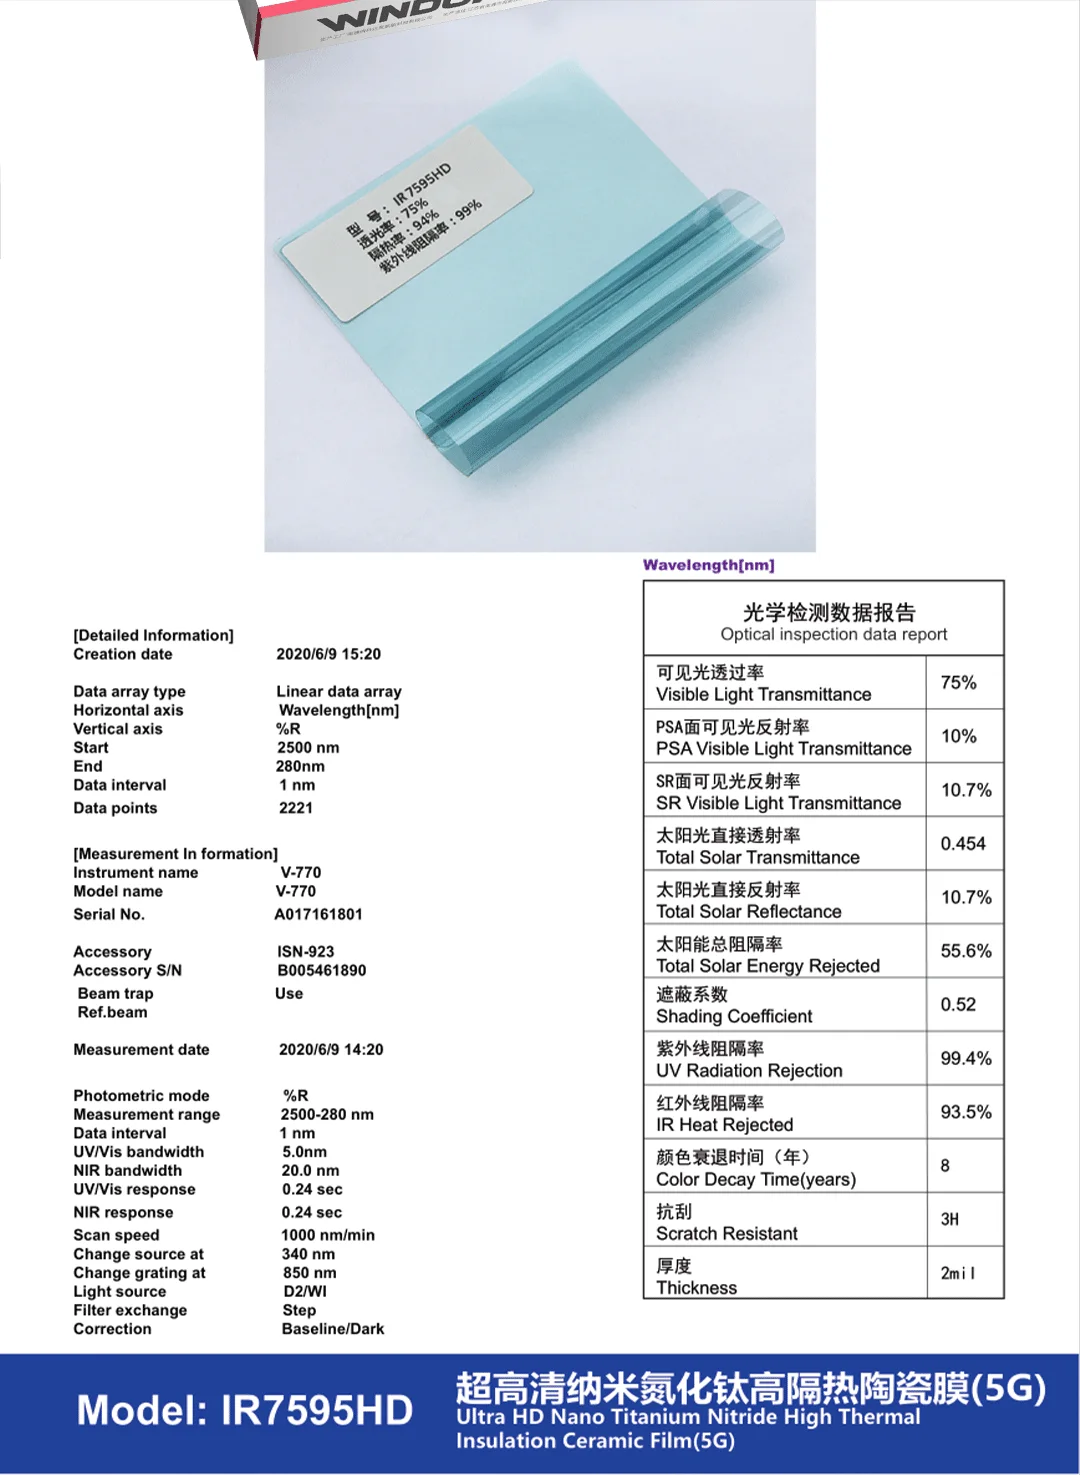 型 号：IR7595HD
透光率：75%
隔热率：94%
紫外线阻隔率：99%
Wavelength[nm]
[Detailed Information]
Creation date 2020/6/9 15:20
Data array type Linear data array
Horizontal axis Wavelength[nm]
Vertical axis %R
Start 2500 nm
End 280nm
Data interval 1 nm
Data points 2221
[Measurement In formation]
Instrument name V-770
Model name V-770
Serial No. A017161801
Accessory ISN-923
Accessory S/N B005461890
Beam trap Use
Ref.beam
Measurement date 2020/6/9 14:20
Photometric mode %R
Measurement range 2500-280 nm
Data interval 1 nm
UV/Vis bandwidth 5.0nm
NIR bandwidth 20.0 nm
UV/Vis response 0.24 sec
NIR response 0.24 sec
Scan speed 1000 nm/min
Change source at 340 nm
Change grating at 850 nm
Light source D2/WI
Filter exchange Step
Correction Baseline/Dark
光学检测数据报告
Optical inspection data report
可见光透过率
Visible Light Transmittance 75%
PSA面可见光反射率
PSA Visible Light Transmittance 10%
SR面可见光反射率
SR Visible Light Transmittance 10.7%
太阳光直接透射率
Total Solar Transmittance 0.454
太阳光直接反射率
Total Solar Reflectance 10.7%
太阳能总阻隔率
Total Solar Energy Rejected 55.6%
遮蔽系数
Shading Coefficient 0.52
紫外线阻隔率
UV Radiation Rejection 99.4%
红外线阻隔率
IR Heat Rejected 93.5%
颜色衰退时间（年）
Color Decay Time(years) 8
抗刮
Scratch Resistant 3H
厚度
Thickness 2mil
Model: IR7595HD
超高清纳米氮化钛高隔热陶瓷膜(5G)
Ultra HD Nano Titanium Nitride High Thermal
Insulation Ceramic Film(5G)